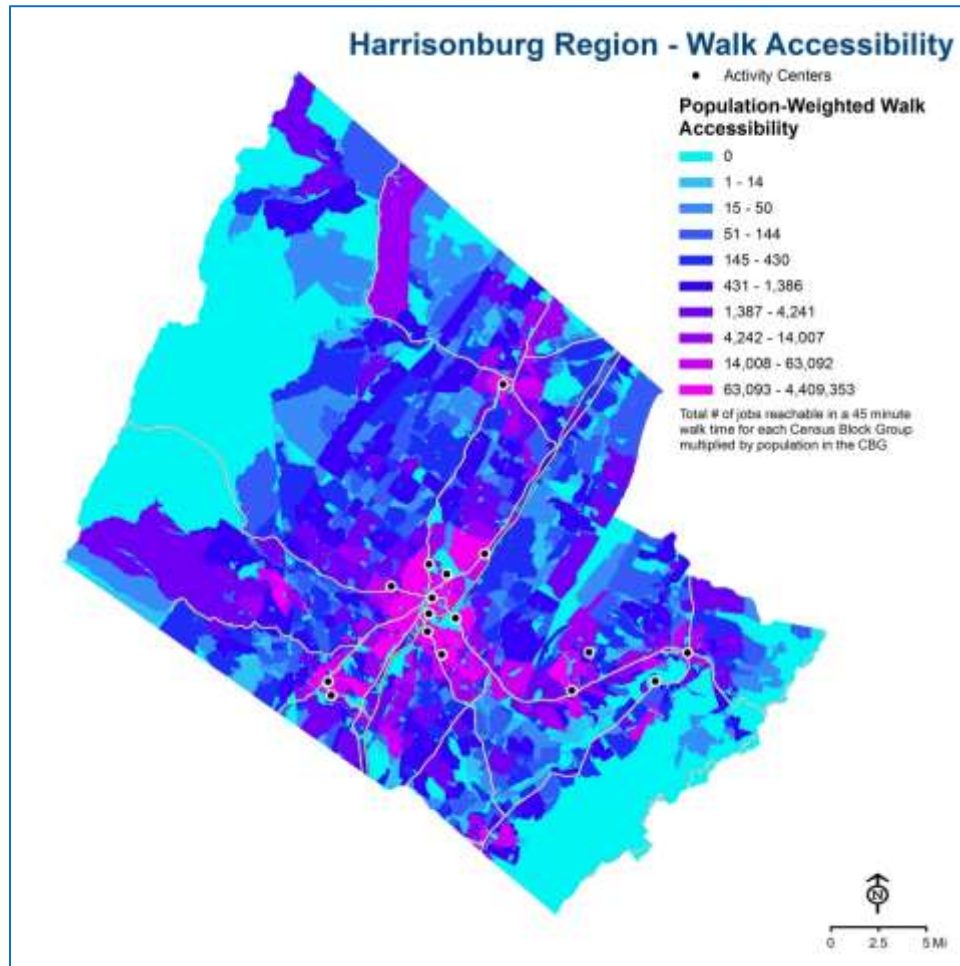 Harrisonburg Region - Walk Accessibility
Activity Centers
Population-Weighted Walk
Accessibility
0
1 - 14
15 - 50
51 - 144
145 - 430
431 - 1,386
1,387 - 4,241
4,242 - 14,007
14,008 - 63,092
63,093 - 4,409,353
Total # of jobs reachable in a 45 minute
walk time for each Census Block Group
multiplied by population in the CBG
N
0 2.5 5 Mi